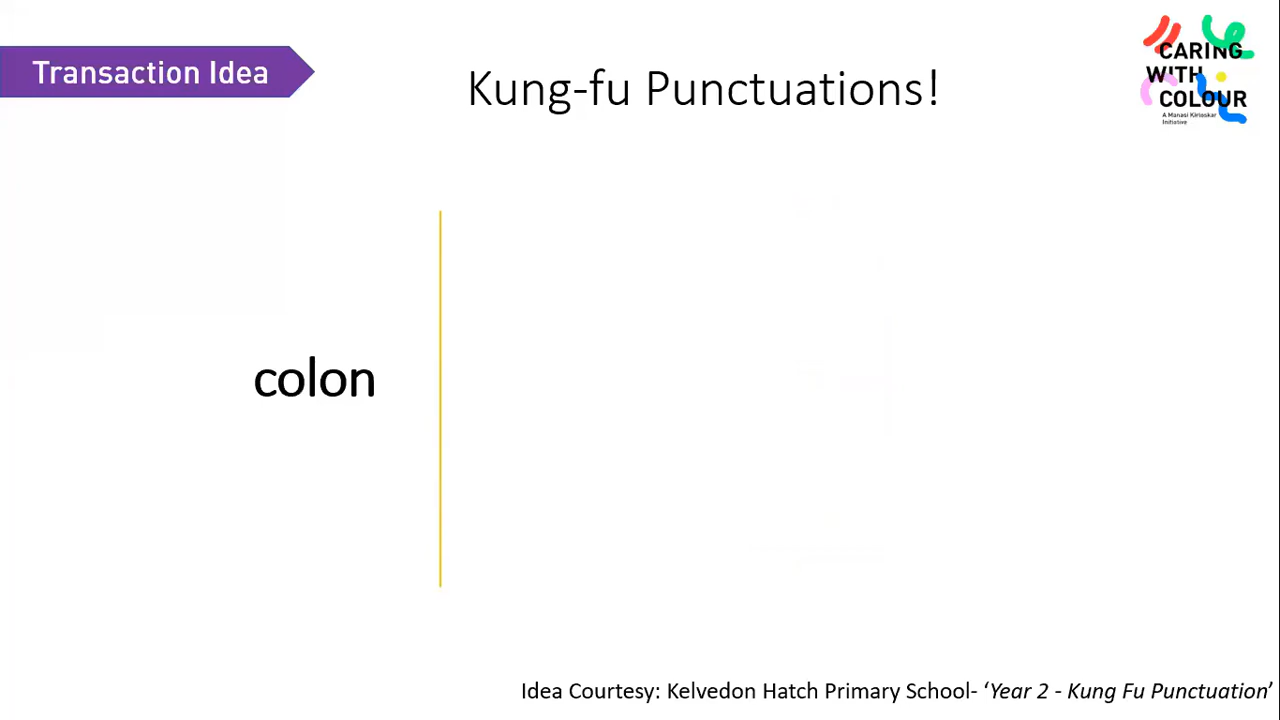 Transaction Idea
Kung-fu Punctuations!
CARING
WITH
COLOUR
A Manasi Kirloskar
Initiative
colon
Idea Courtesy: Kelvedon Hatch Primary School- ‘Year 2 - Kung Fu Punctuation’